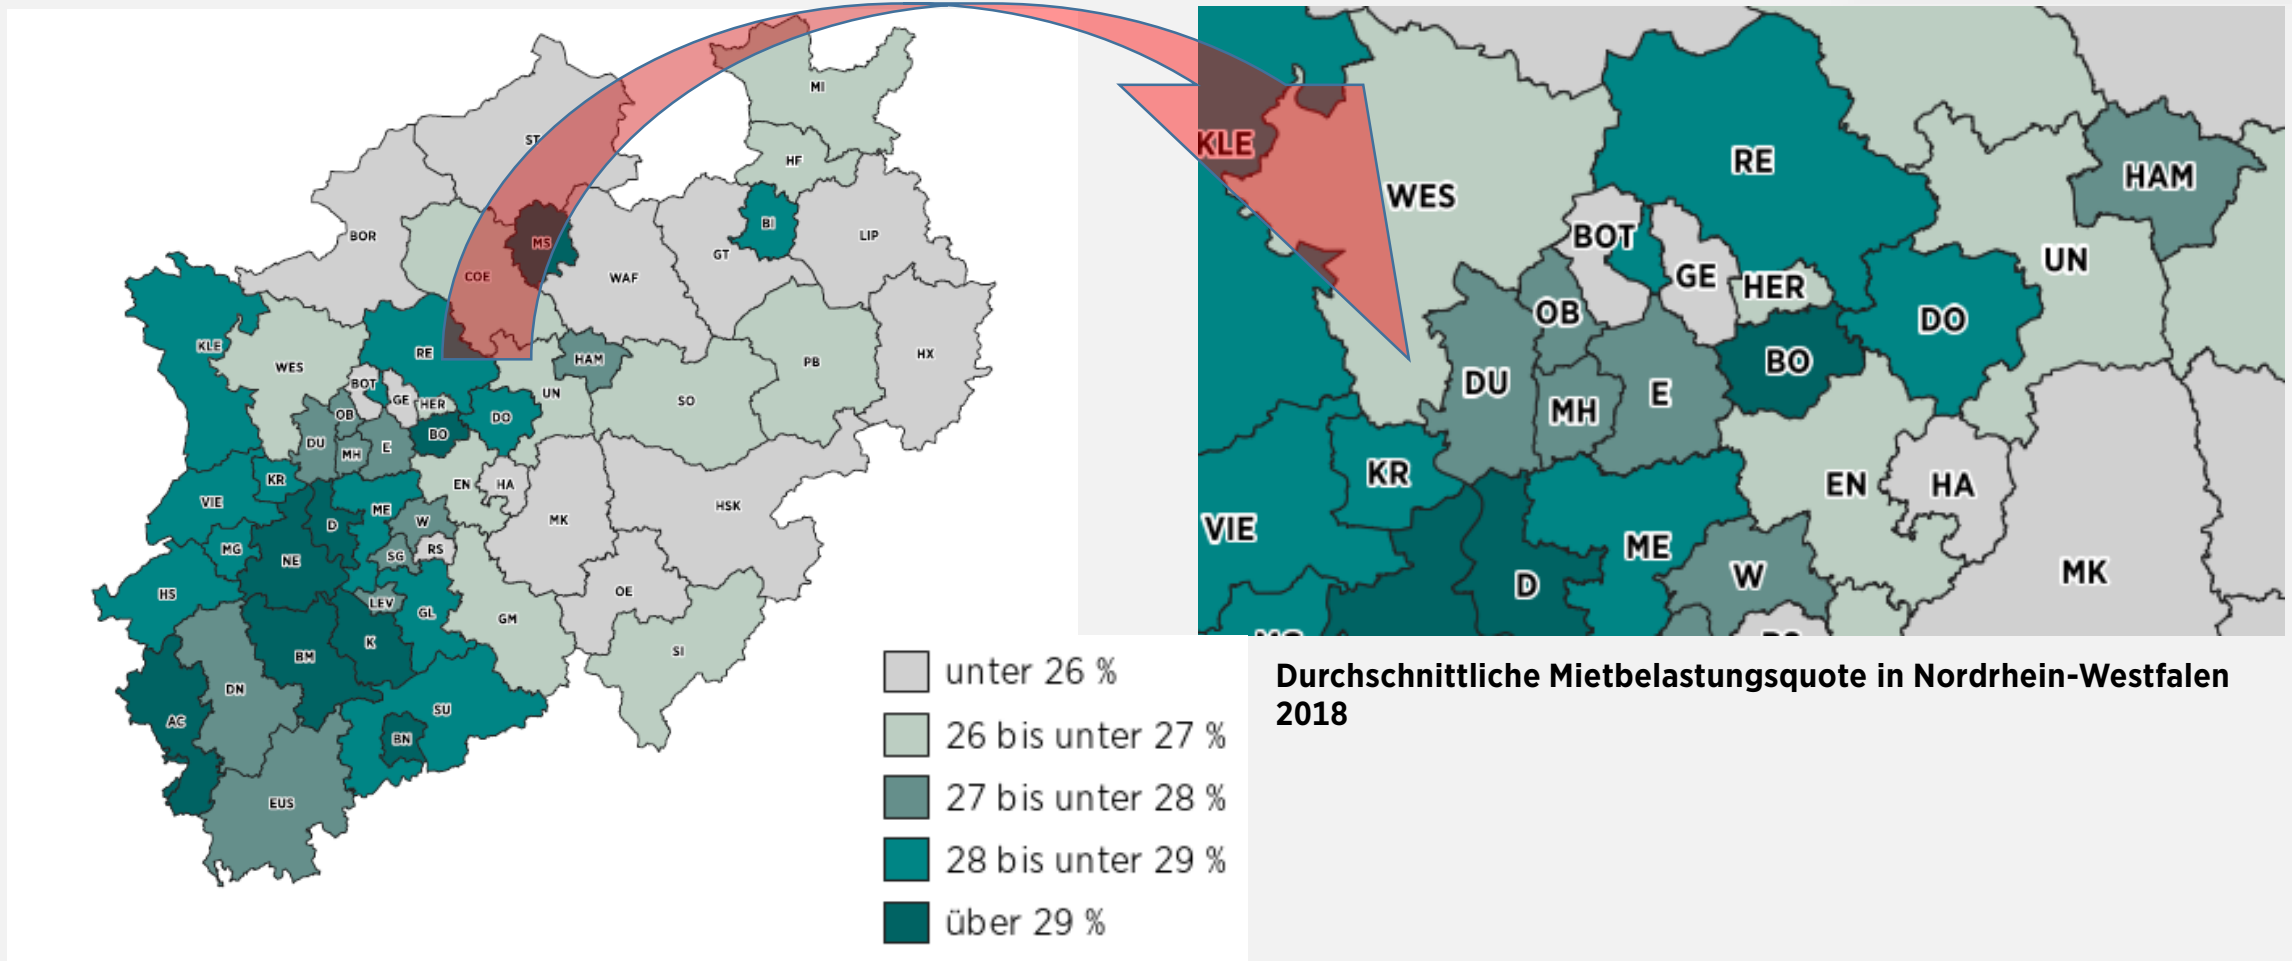 MI
ST
HF
BI
BOR
MS
GT
LIP
COE
WAF
KLE
RE
HAM
HX
WES
PB
BOT
GE
HER
UN
SO
OB
DO
DU
MH
E
BO
KR
EN
HA
VIE
ME
HSK
D
W
MK
MG
NE
SG
RS
HS
LEV
GL
OE
GM
K
BM
SI
DN
AC
SU
BN
EUS
unter 26 %
26 bis unter 27 %
27 bis unter 28 %
28 bis unter 29 %
über 29 %
KLE
RE
HAM
WES
BOT
UN
GE
HER
OB
DO
BO
DU
MH
E
KR
EN
HA
VIE
ME
W
D
MK
Durchschnittliche Mietbelastungsquote in Nordrhein-Westfalen
2018